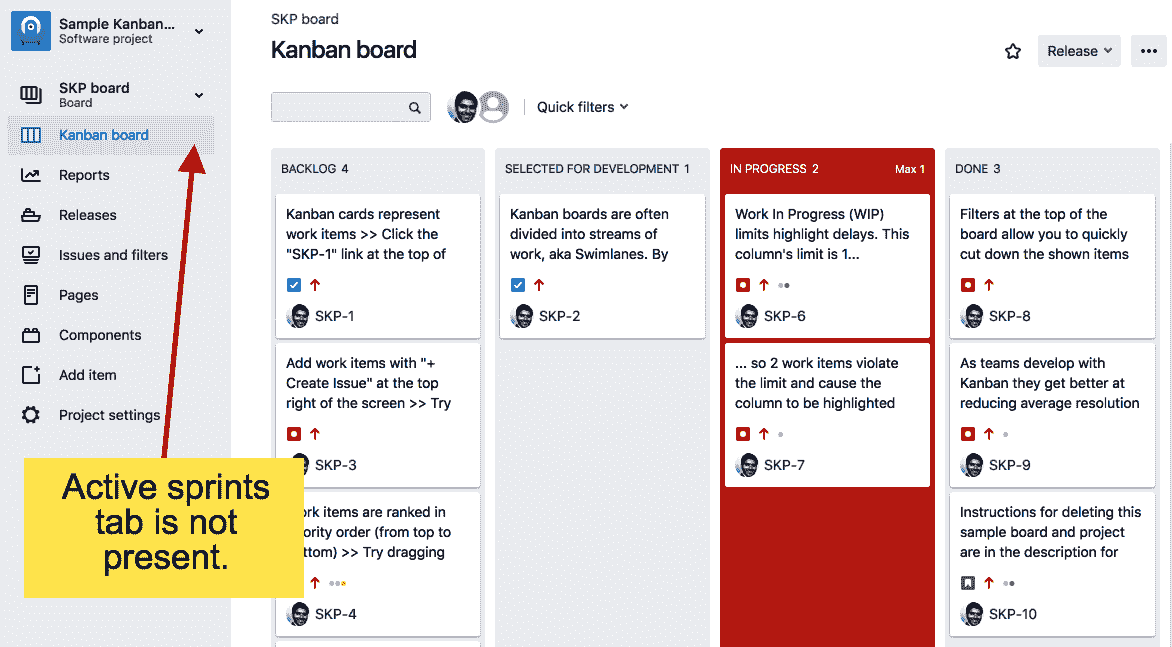 Sample Kanban...
Software project
SKP board
Board
Kanban board
Reports
Releases
Issues and filters
Pages
Components
Add item
Project settings
Active sprints
tab is not
present.
SKP board
Kanban board
Release
Quick filters
BACKLOG 4
Kanban cards represent
work items >> Click the
"SKP-1" link at the top of
SKP-1
Add work items with "+
Create Issue" at the top
right of the screen >> Try
SKP-3
items are ranked in
order (from top to
>> Try dragging
SKP-4
SELECTED FOR DEVELOPMENT 1
Kanban boards are often
divided into streams of
work, aka Swimlanes. By
SKP-2
IN PROGRESS 2
Max 1
Work In Progress (WIP)
limits highlight delays. This
column's limit is 1...
SKP-6
... so 2 work items violate
the limit and cause the
column to be highlighted
SKP-7
DONE 3
Filters at the top of the
board allow you to quickly
cut down the shown items
SKP-8
As teams develop with
Kanban they get better at
reducing average resolution
SKP-9
Instructions for deleting this
sample board and project
are in the description for
SKP-10